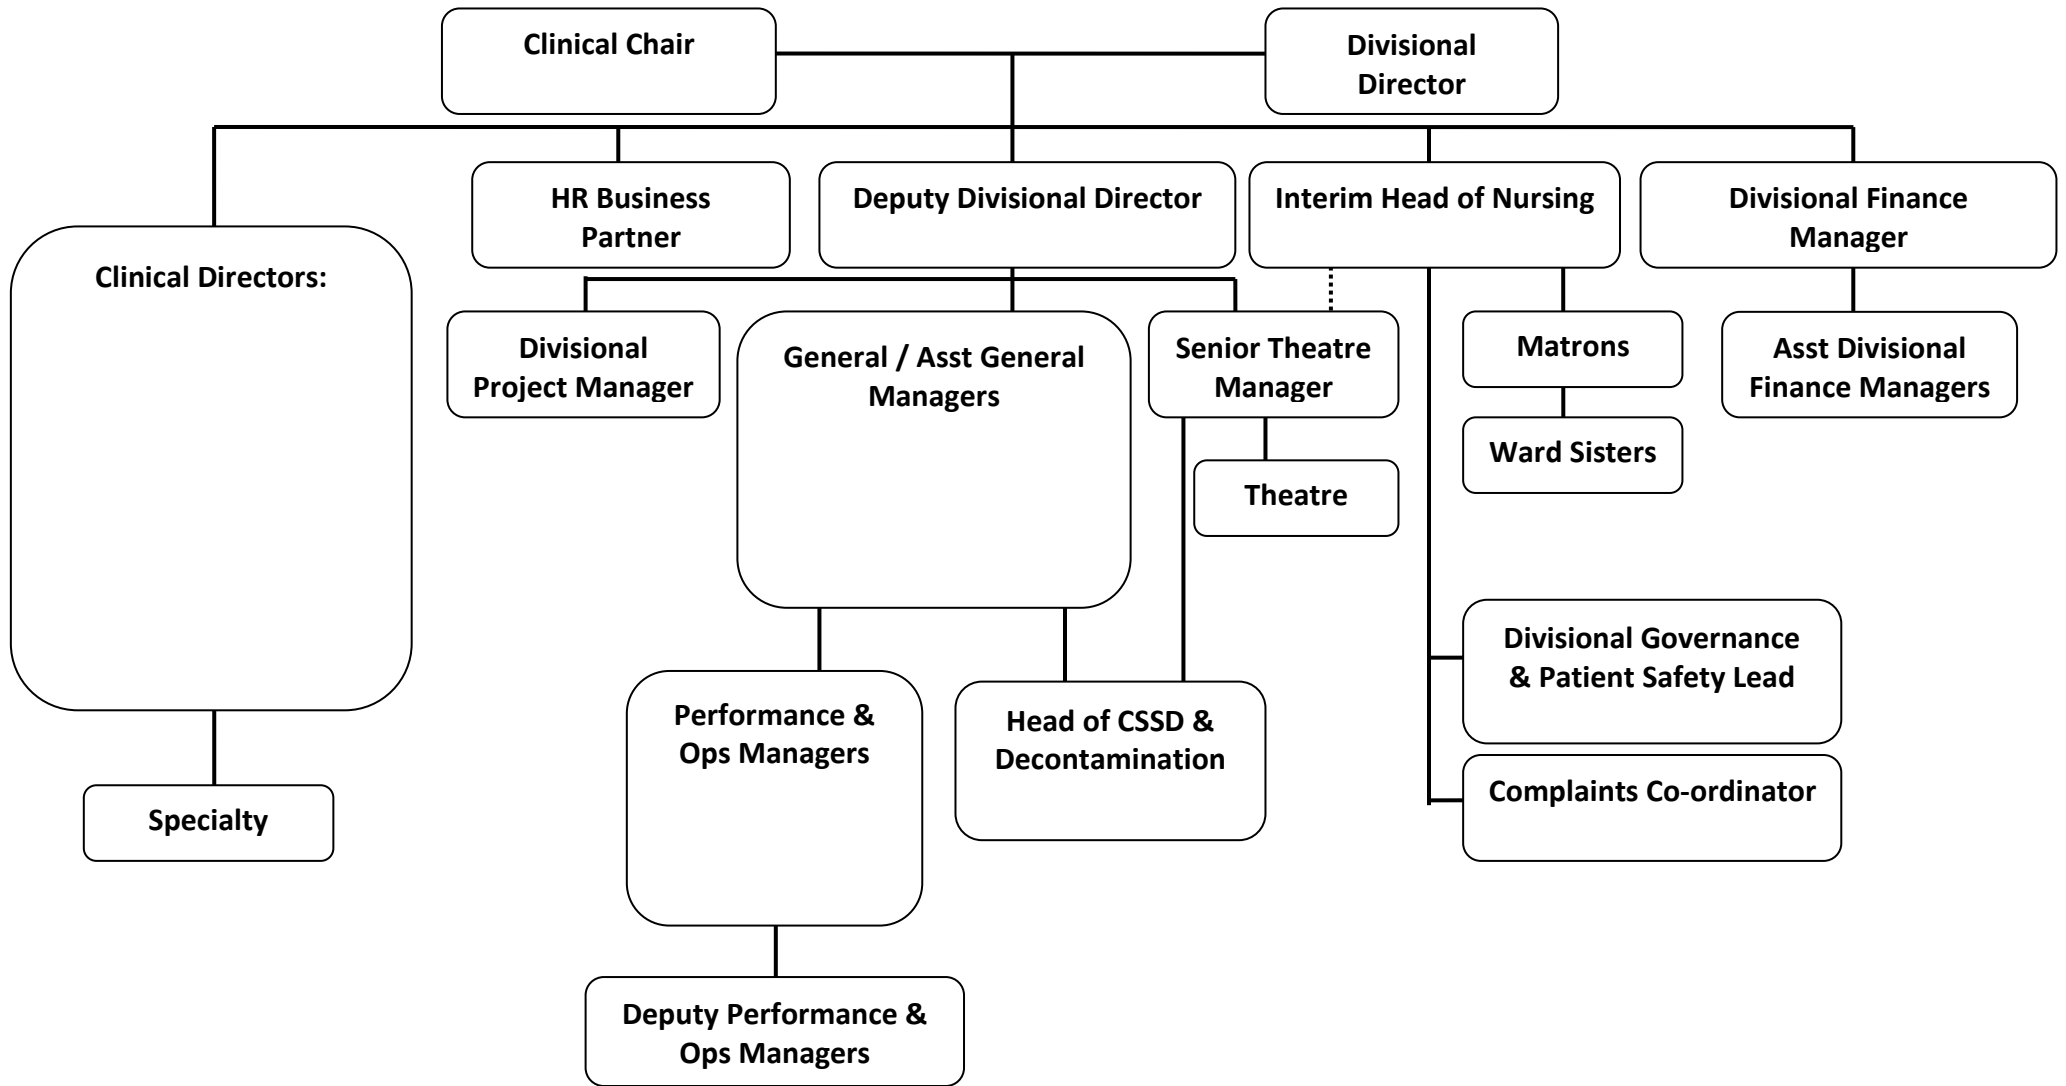 Clinical Chair
Divisional
Director
HR Business
Partner
Deputy Divisional Director
Interim Head of Nursing
Divisional Finance
Manager
Clinical Directors:
Divisional
Project Manager
General / Asst General
Managers
Senior Theatre
Manager
Matrons
Asst Divisional
Finance Managers
Ward Sisters
Theatre
Divisional Governance
& Patient Safety Lead
Performance &
Ops Managers
Head of CSSD &
Decontamination
Complaints Co-ordinator
Specialty
Deputy Performance &
Ops Managers